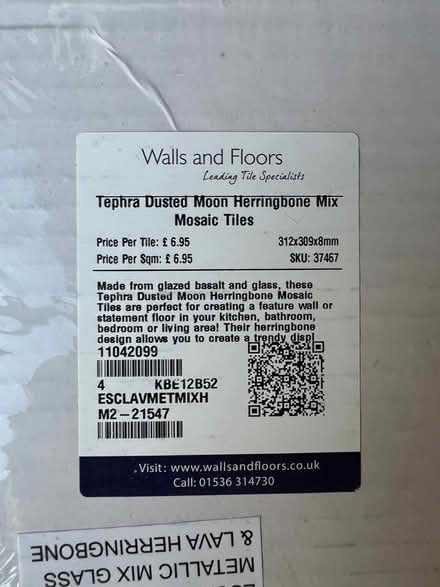 Walls and Floors
Leading Tile Specialists
Tephra Dusted Moon Herringbone Mix
Mosaic Tiles
Price Per Tile: £ 6.95 312x309x8mm
Price Per Sqm: £ 6.95 SKU: 37467
Made from glazed basalt and glass, these
Tephra Dusted Moon Herringbone Mosaic
Tiles are perfect for creating a feature wall or
statement floor in your kitchen, bathroom,
bedroom or living area! Their herringbone
design allows you to create a trendy displ
11042099
4 KBE12B52
ESCLAVMETMIXH
M2-21547
Visit: www.wallsandfloors.co.uk
Call: 01536 314730
METALLIC MIX GLASS
& LAVA HERRINGBONE